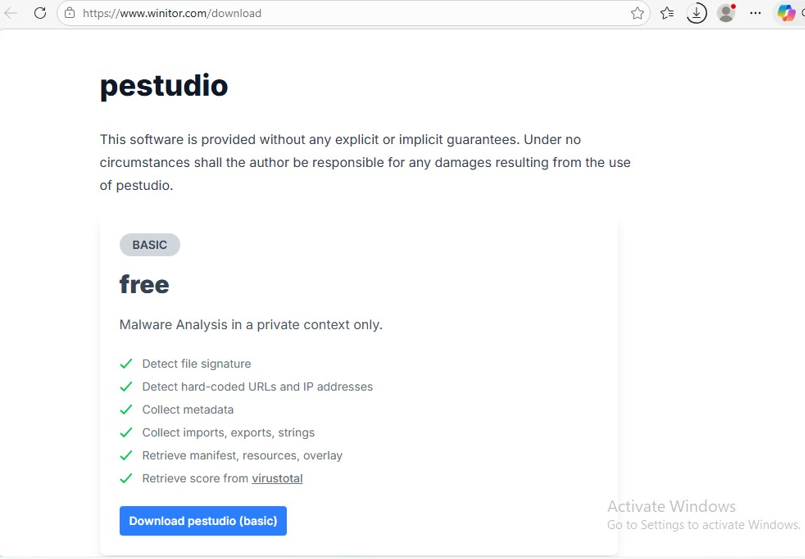 https://www.winitor.com/download
pestudio
This software is provided without any explicit or implicit guarantees. Under no
circumstances shall the author be responsible for any damages resulting from the use
of pestudio.
BASIC
free
Malware Analysis in a private context only.
Detect file signature
Detect hard-coded URLs and IP addresses
Collect metadata
Collect imports, exports, strings
Retrieve manifest, resources, overlay
Retrieve score from virustotal
Download pestudio (basic)
Activate Windows
Go to Settings to activate Windows.